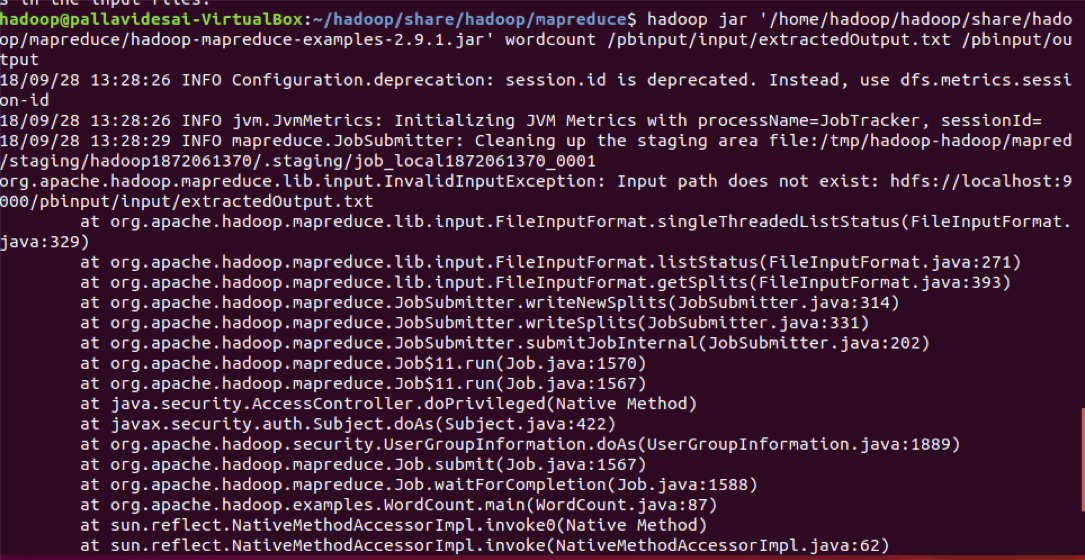 s in the input files.
hadoop@pallavidesai-VirtualBox:~/hadoop/share/hadoop/mapreduce$ hadoop jar '/home/hadoop/hadoop/share/hado
op/mapreduce/hadoop-mapreduce-examples-2.9.1.jar' wordcount /pbinput/input/extractedOutput.txt /pbinput/ou
tput
18/09/28 13:28:26 INFO Configuration.deprecation: session.id is deprecated. Instead, use dfs.metrics.sessi
on-id
18/09/28 13:28:26 INFO jvm.JvmMetrics: Initializing JVM Metrics with processName=JobTracker, sessionId=
18/09/28 13:28:29 INFO mapreduce.JobSubmitter: Cleaning up the staging area file:/tmp/hadoop-hadoop/mapred
/staging/hadoop1872061370/.staging/job_local1872061370_0001
org.apache.hadoop.mapreduce.lib.input.InvalidInputException: Input path does not exist: hdfs://localhost:9
000/pbinput/input/extractedOutput.txt
        at org.apache.hadoop.mapreduce.lib.input.FileInputFormat.singleThreadedListStatus(FileInputFormat.
java:329)
        at org.apache.hadoop.mapreduce.lib.input.FileInputFormat.listStatus(FileInputFormat.java:271)
        at org.apache.hadoop.mapreduce.lib.input.FileInputFormat.getSplits(FileInputFormat.java:393)
        at org.apache.hadoop.mapreduce.JobSubmitter.writeNewSplits(JobSubmitter.java:314)
        at org.apache.hadoop.mapreduce.JobSubmitter.writeSplits(JobSubmitter.java:331)
        at org.apache.hadoop.mapreduce.JobSubmitter.submitJobInternal(JobSubmitter.java:202)
        at org.apache.hadoop.mapreduce.Job$11.run(Job.java:1570)
        at org.apache.hadoop.mapreduce.Job$11.run(Job.java:1567)
        at java.security.AccessController.doPrivileged(Native Method)
        at javax.security.auth.Subject.doAs(Subject.java:422)
        at org.apache.hadoop.security.UserGroupInformation.doAs(UserGroupInformation.java:1889)
        at org.apache.hadoop.mapreduce.Job.submit(Job.java:1567)
        at org.apache.hadoop.mapreduce.Job.waitForCompletion(Job.java:1588)
        at org.apache.hadoop.examples.WordCount.main(WordCount.java:87)
        at sun.reflect.NativeMethodAccessorImpl.invoke0(Native Method)
        at sun.reflect.NativeMethodAccessorImpl.invoke(NativeMethodAccessorImpl.java:62)